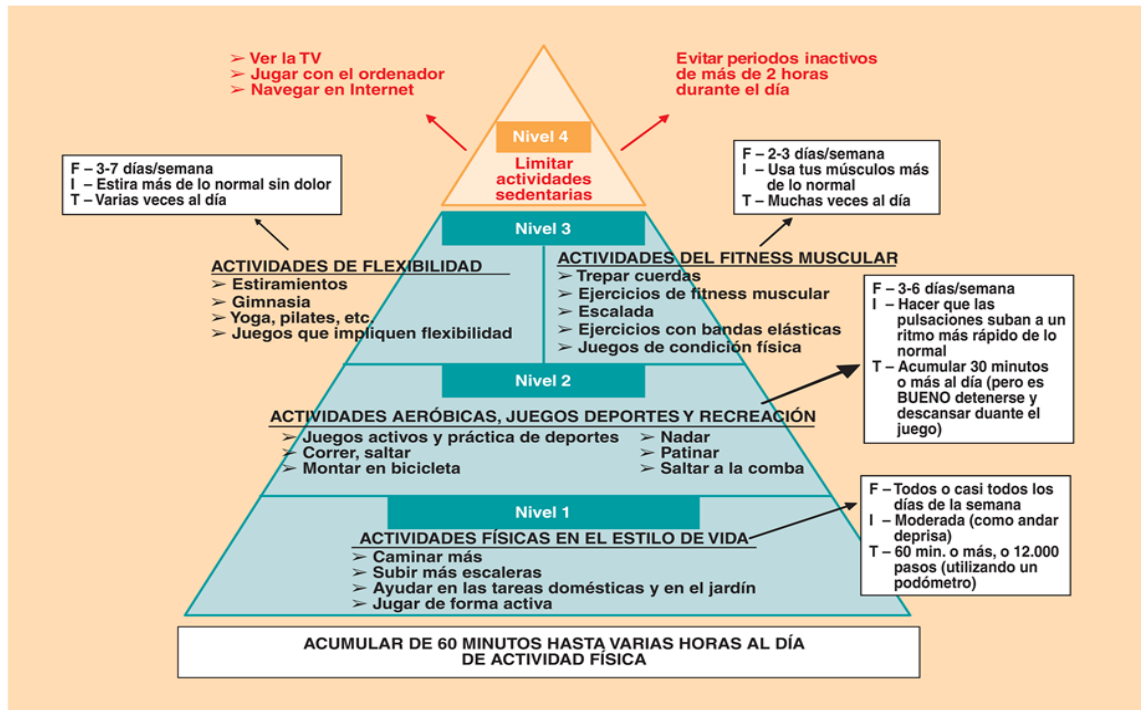 ➢ Ver la TV
➢ Jugar con el ordenador
➢ Navegar en Internet
Evitar periodos inactivos
de más de 2 horas
durante el día
Nivel 4
Limitar
actividades
sedentarias
F – 3-7 días/semana
I – Estira más de lo normal sin dolor
T – Varias veces al día
F – 2-3 días/semana
I – Usa tus músculos más
de lo normal
T – Muchas veces al día
Nivel 3
ACTIVIDADES DE FLEXIBILIDAD
➢ Estiramientos
➢ Gimnasia
➢ Yoga, pilates, etc.
➢ Juegos que impliquen flexibilidad
ACTIVIDADES DEL FITNESS MUSCULAR
➢ Trepar cuerdas
➢ Ejercicios de fitness muscular
➢ Escalada
➢ Ejercicios con bandas elásticas
➢ Juegos de condición física
F – 3-6 días/semana
I – Hacer que las
pulsaciones suban a un
ritmo más rápido de lo
normal
T – Acumular 30 minutos
o más al día (pero es
BUENO detenerse y
descansar duante el
juego)
Nivel 2
ACTIVIDADES AERÓBICAS, JUEGOS DEPORTES Y RECREACIÓN
➢ Juegos activos y práctica de deportes
➢ Correr, saltar
➢ Montar en bicicleta
➢ Nadar
➢ Patinar
➢ Saltar a la comba
F – Todos o casi todos los
días de la semana
I – Moderada (como andar
deprisa)
T – 60 min. o más, o 12.000
pasos (utilizando un
podómetro)
Nivel 1
ACTIVIDADES FÍSICAS EN EL ESTILO DE VIDA
➢ Caminar más
➢ Subir más escaleras
➢ Ayudar en las tareas domésticas y en el jardín
➢ Jugar de forma activa
ACUMULAR DE 60 MINUTOS HASTA VARIAS HORAS AL DÍA
DE ACTIVIDAD FÍSICA